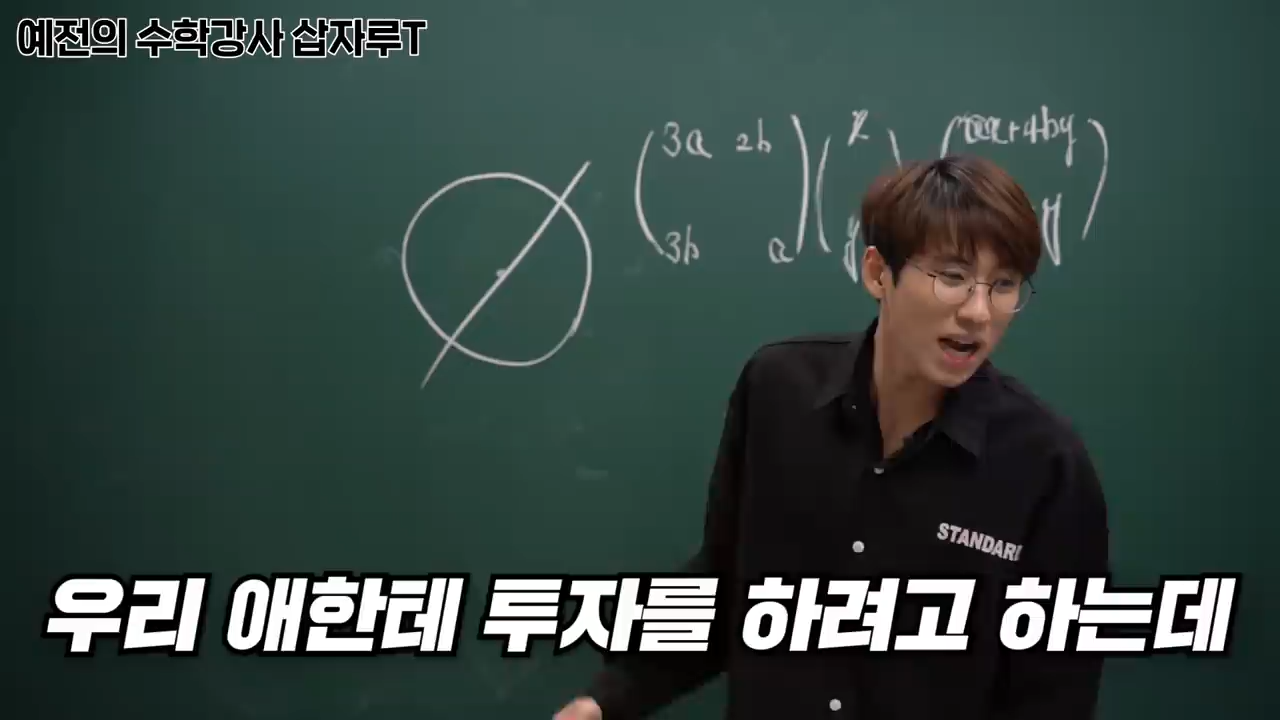 예전의 수학강사 삽자루T
3a 2b x
3b a y
+4by
STANDARD
우리 애한테 투자를 하려고 하는데